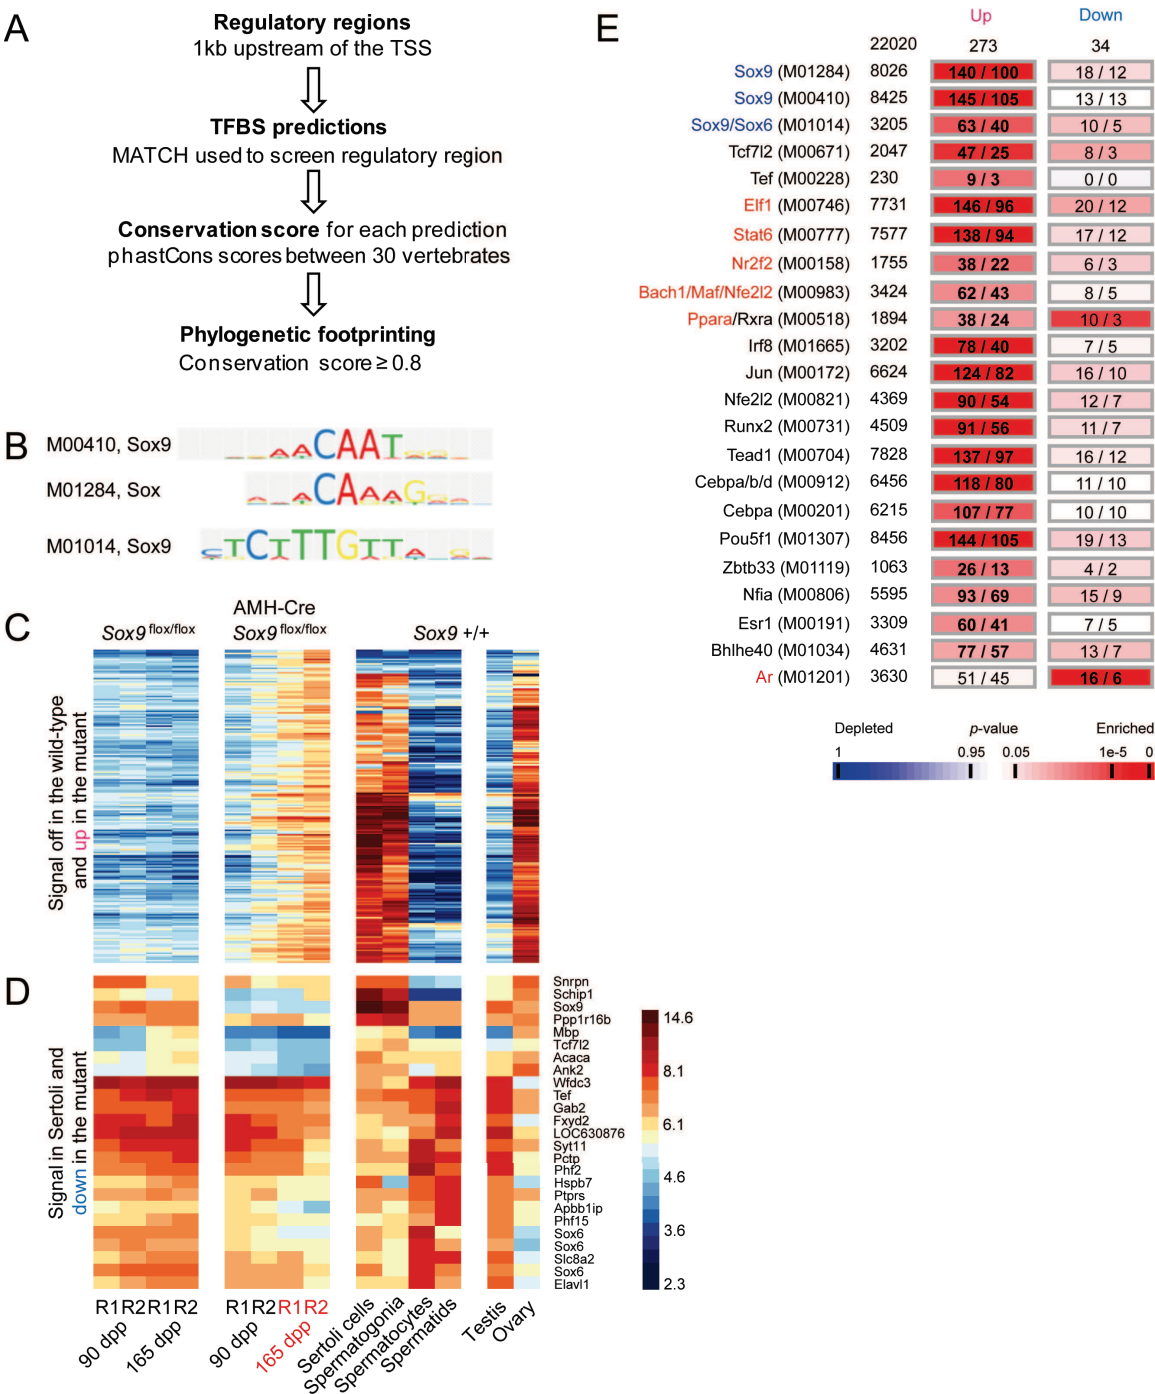 A
Regulatory regions
1kb upstream of the TSS
TFBS predictions
MATCH used to screen regulatory region
Conservation score for each prediction
phastCons scores between 30 vertebrates
Phylogenetic footprinting
Conservation score ≥ 0.8
B
M00410, Sox9
M01284, Sox
M01014, Sox9
C
Sox9 flox/flox
AMH-Cre
Sox9 flox/flox
Sox9 +/+
Signal off in the wild-type
and up in the mutant
D
Signal in Sertoli and
down in the mutant
Snrpn
Schip1
Sox9
Ppp1r16b
Mbp
Tcf7l2
Acaca
Ank2
Wfdc3
Tef
Gab2
Fxyd2
LOC630876
Syt11
Pctp
Phf2
Hspb7
Ptprs
Apbb1ip
Phf15
Sox6
Sox6
Slc8a2
Sox6
Elavl1
14.6
8.1
6.1
4.6
3.6
2.3
R1 R2 R1 R2
90 dpp
165 dpp
R1 R2 R1 R2
90 dpp
165 dpp
Sertoli cells
Spermatogonia
Spermatocytes
Spermatids
Testis
Ovary
E
Up Down
22020 273 34
Sox9 (M01284) 8026 140 / 100 18 / 12
Sox9 (M00410) 8425 145 / 105 13 / 13
Sox9/Sox6 (M01014) 3205 63 / 40 10 / 5
Tcf7l2 (M00671) 2047 47 / 25 8 / 3
Tef (M00228) 230 9 / 3 0 / 0
Elf1 (M00746) 7731 146 / 96 20 / 12
Stat6 (M00777) 7577 138 / 94 17 / 12
Nr2f2 (M00158) 1755 38 / 22 6 / 3
Bach1/Maf/Nfe2l2 (M00983) 3424 62 / 43 8 / 5
Ppara/Rxra (M00518) 1894 38 / 24 10 / 3
Irf8 (M01665) 3202 78 / 40 7 / 5
Jun (M00172) 6624 124 / 82 16 / 10
Nfe2l2 (M00821) 4369 90 / 54 12 / 7
Runx2 (M00731) 4509 91 / 56 11 / 7
Tead1 (M00704) 7828 137 / 97 16 / 12
Cebpa/b/d (M00912) 6456 118 / 80 11 / 10
Cebpa (M00201) 6215 107 / 77 10 / 10
Pou5f1 (M01307) 8456 144 / 105 19 / 13
Zbtb33 (M01119) 1063 26 / 13 4 / 2
Nfia (M00806) 5595 93 / 69 15 / 9
Esr1 (M00191) 3309 60 / 41 7 / 5
Bhlhe40 (M01034) 4631 77 / 57 13 / 7
Ar (M01201) 3630 51 / 45 16 / 6
Depleted p-value Enriched
1 0.95 0.05 1e-5 0